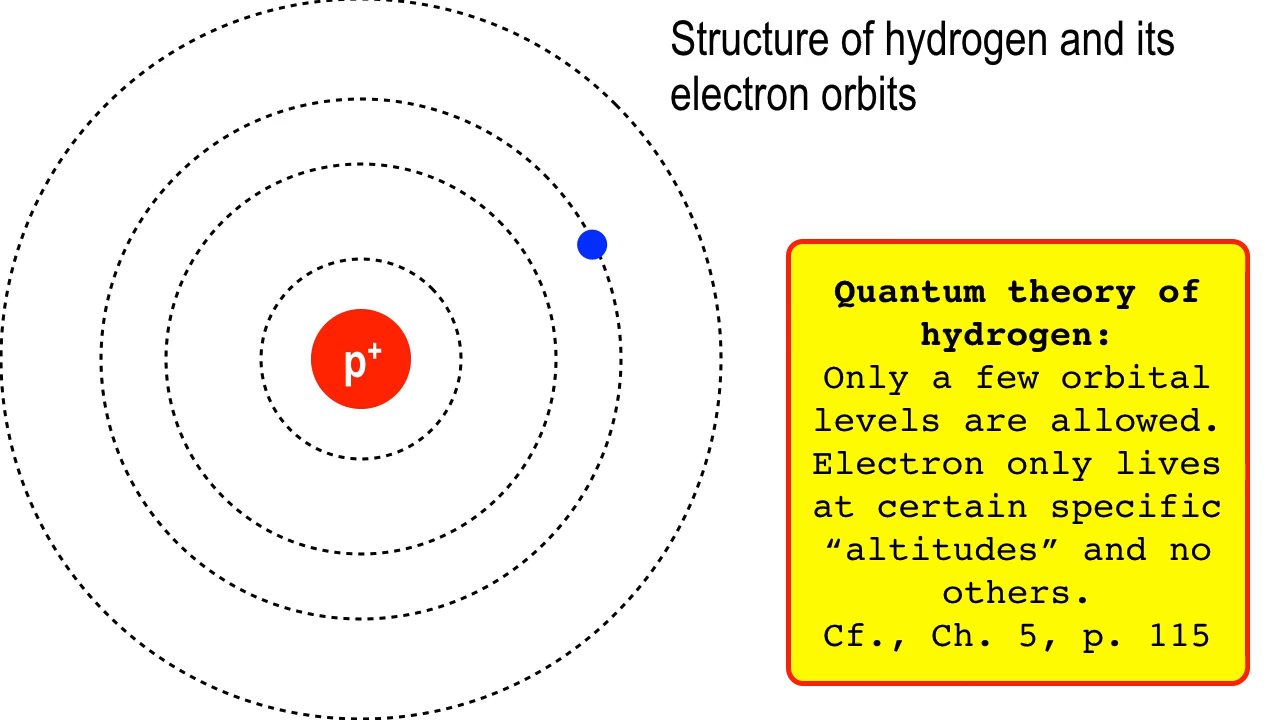 Structure of hydrogen and its
electron orbits
p⁺
Quantum theory of
hydrogen:
Only a few orbital
levels are allowed.
Electron only lives
at certain specific
“altitudes” and no
others.
Cf., Ch. 5, p. 115